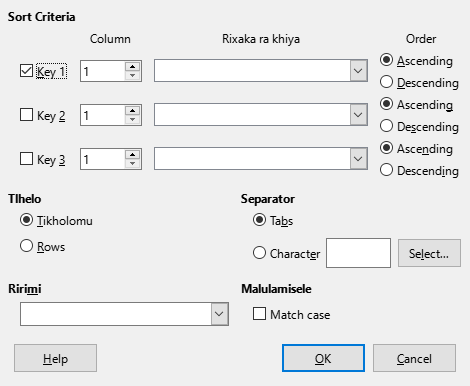 Sort Criteria
Column Rixaka ra khiya Order
Key 1 1 Ascending
Descending
Key 2 1 Ascending
Descending
Key 3 1 Ascending
Descending
Tlhelo Separator
Tikholomu Tabs
Rows Character Select...
Ririmi Malulamisele
Match case
Help OK Cancel